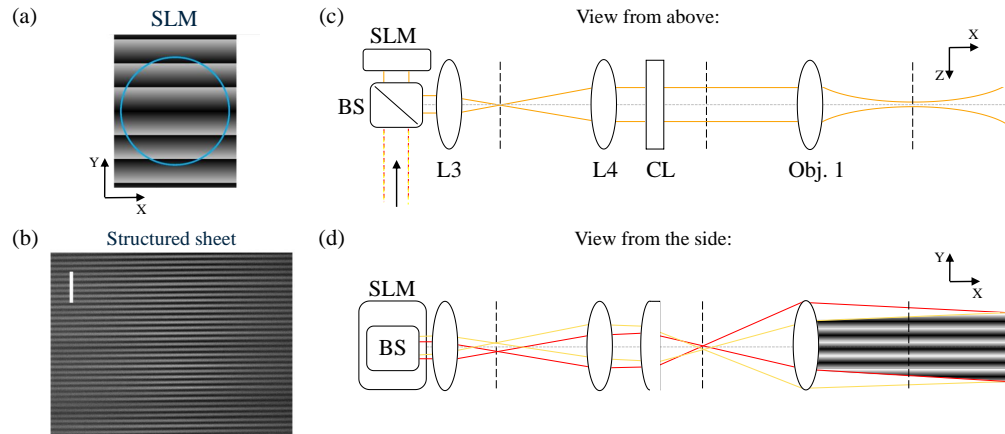 (a)
SLM
Y
X
(b)
Structured sheet
(c)
View from above:
SLM
BS
L3
L4
CL
Obj. 1
X
Z
(d)
View from the side:
SLM
BS
Y
X